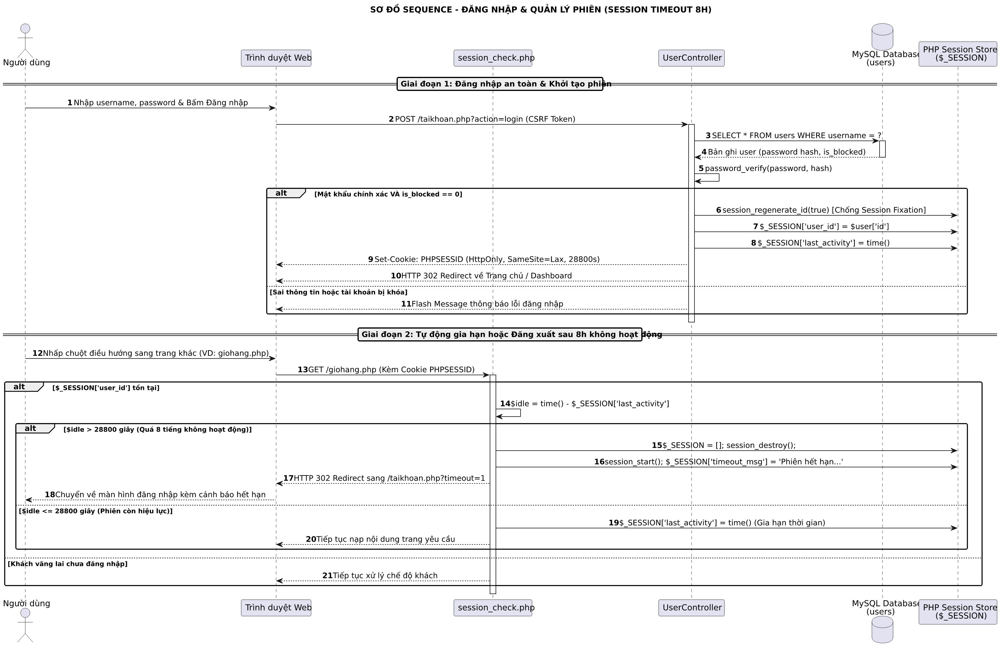 SƠ ĐỒ SEQUENCE - ĐĂNG NHẬP & QUẢN LÝ PHIÊN (SESSION TIMEOUT 8H)
Người dùng
Trình duyệt Web
session_check.php
UserController
MySQL Database
(users)
PHP Session Store
($_SESSION)
Giai đoạn 1: Đăng nhập an toàn & Khởi tạo phiên
1 Nhập username, password & Bấm Đăng nhập
2 POST /taikhoan.php?action=login (CSRF Token)
3 SELECT * FROM users WHERE username = ?
4 Bản ghi user (password hash, is_blocked)
5 password_verify(password, hash)
alt [Mật khẩu chính xác VÀ is_blocked == 0]
6 session_regenerate_id(true) [Chống Session Fixation]
7 $_SESSION['user_id'] = $user['id']
8 $_SESSION['last_activity'] = time()
9 Set-Cookie: PHPSESSID (HttpOnly, SameSite=Lax, 28800s)
10 HTTP 302 Redirect về Trang chủ / Dashboard
[Sai thông tin hoặc tài khoản bị khóa]
11 Flash Message thông báo lỗi đăng nhập
Giai đoạn 2: Tự động gia hạn hoặc Đăng xuất sau 8h không hoạt động
12 Nhấp chuột điều hướng sang trang khác (VD: giohang.php)
13 GET /giohang.php (Kèm Cookie PHPSESSID)
alt [$_SESSION['user_id'] tồn tại]
14 $idle = time() - $_SESSION['last_activity']
alt [$idle > 28800 giây (Quá 8 tiếng không hoạt động)]
15 $_SESSION = []; session_destroy();
16 session_start(); $_SESSION['timeout_msg'] = 'Phiên hết hạn...'
17 HTTP 302 Redirect sang /taikhoan.php?timeout=1
18 Chuyển về màn hình đăng nhập kèm cảnh báo hết hạn
[$idle <= 28800 giây (Phiên còn hiệu lực)]
19 $_SESSION['last_activity'] = time() (Gia hạn thời gian)
20 Tiếp tục nạp nội dung trang yêu cầu
[Khách vãng lai chưa đăng nhập]
21 Tiếp tục xử lý chế độ khách
Người dùng
Trình duyệt Web
session_check.php
UserController
MySQL Database
(users)
PHP Session Store
($_SESSION)